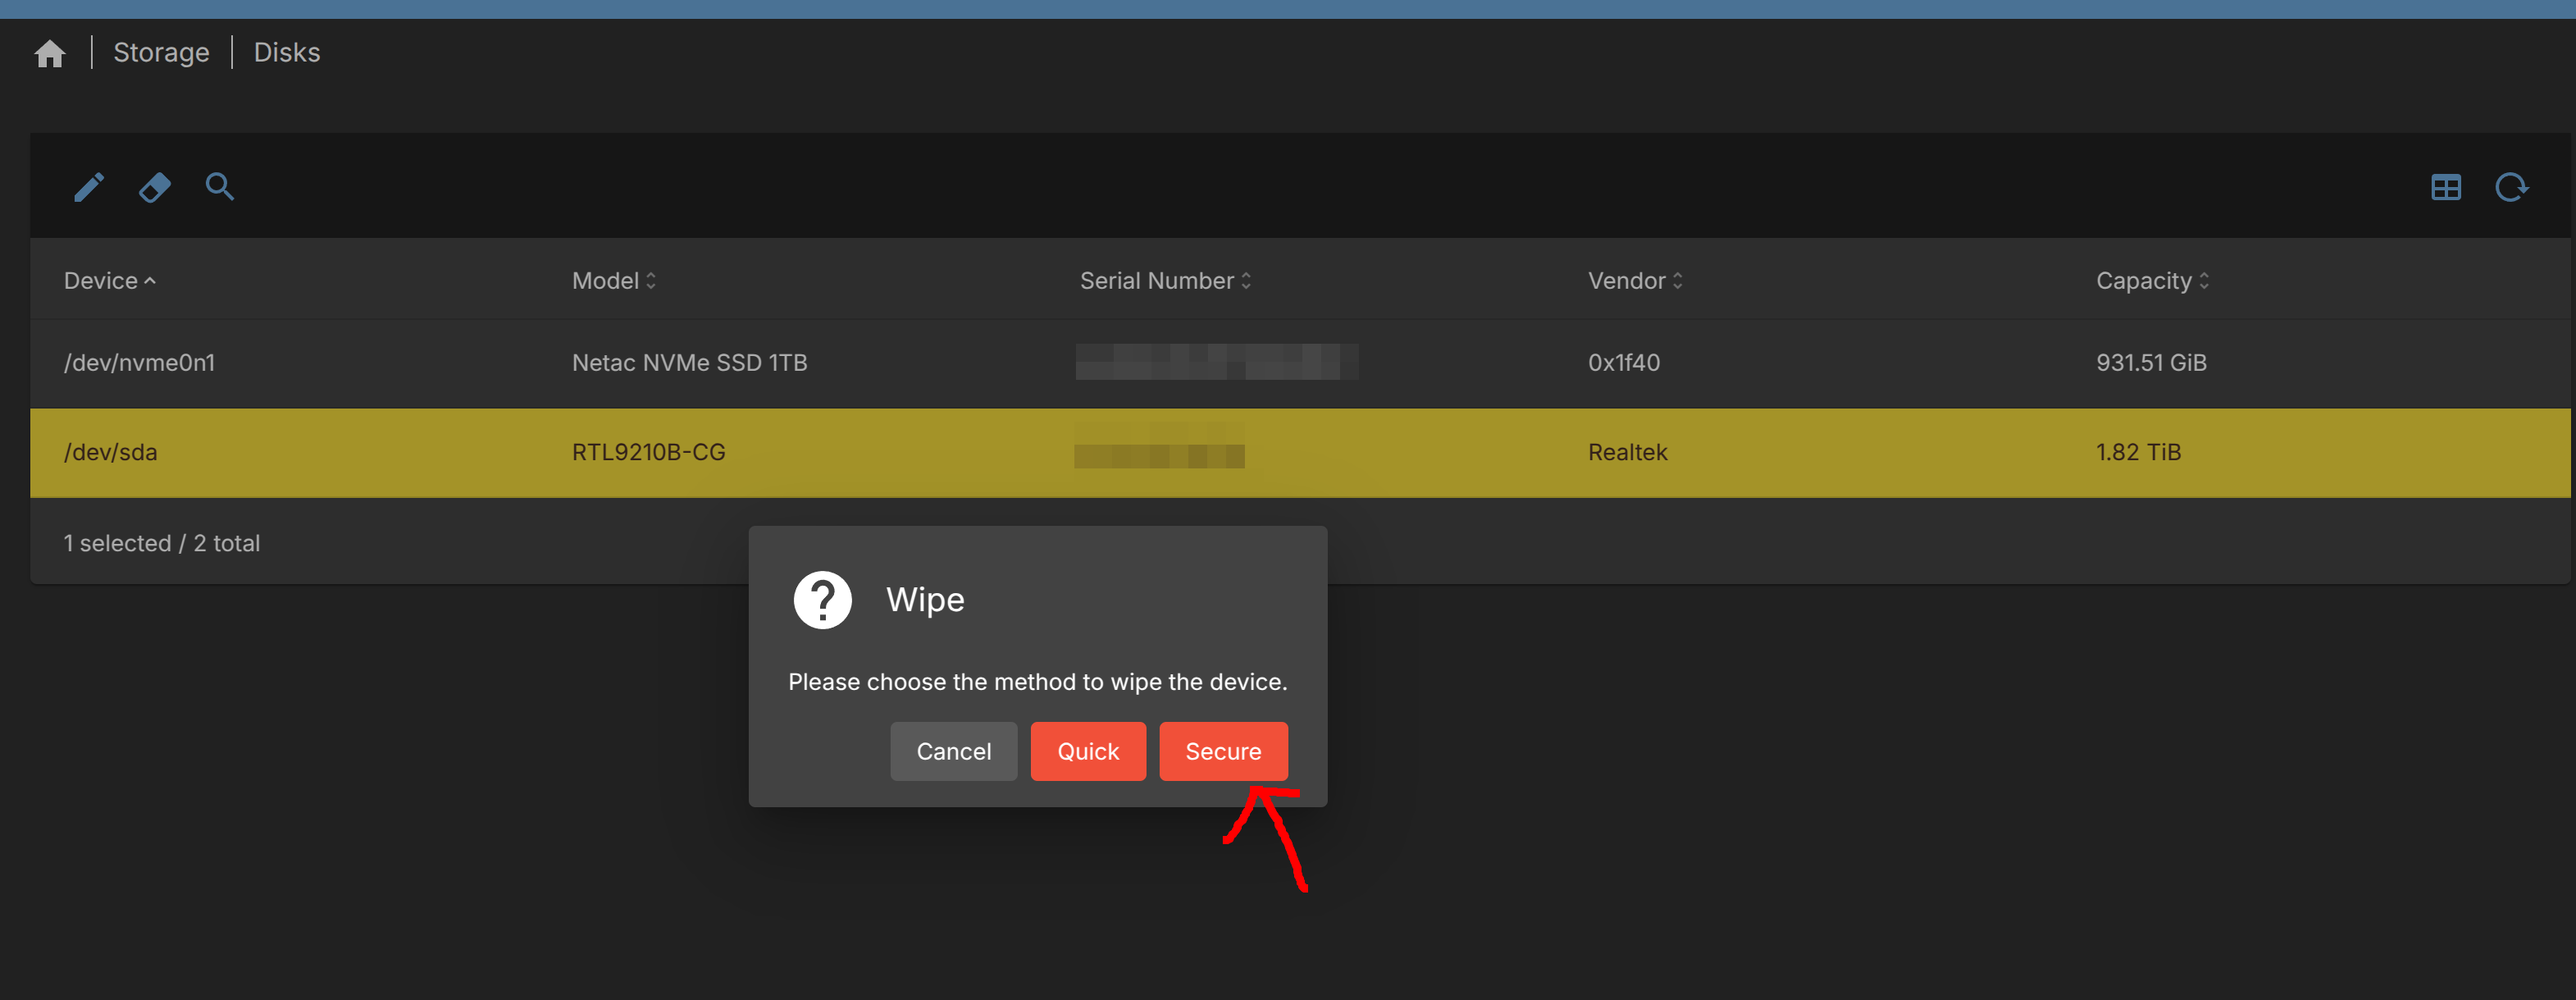 Storage | Disks
Device Model Serial Number Vendor Capacity
/dev/nvme0n1 Netac NVMe SSD 1TB 0x1f40 931.51 GiB
/dev/sda RTL9210B-CG Realtek 1.82 TiB
1 selected / 2 total
Wipe
Please choose the method to wipe the device.
Cancel Quick Secure